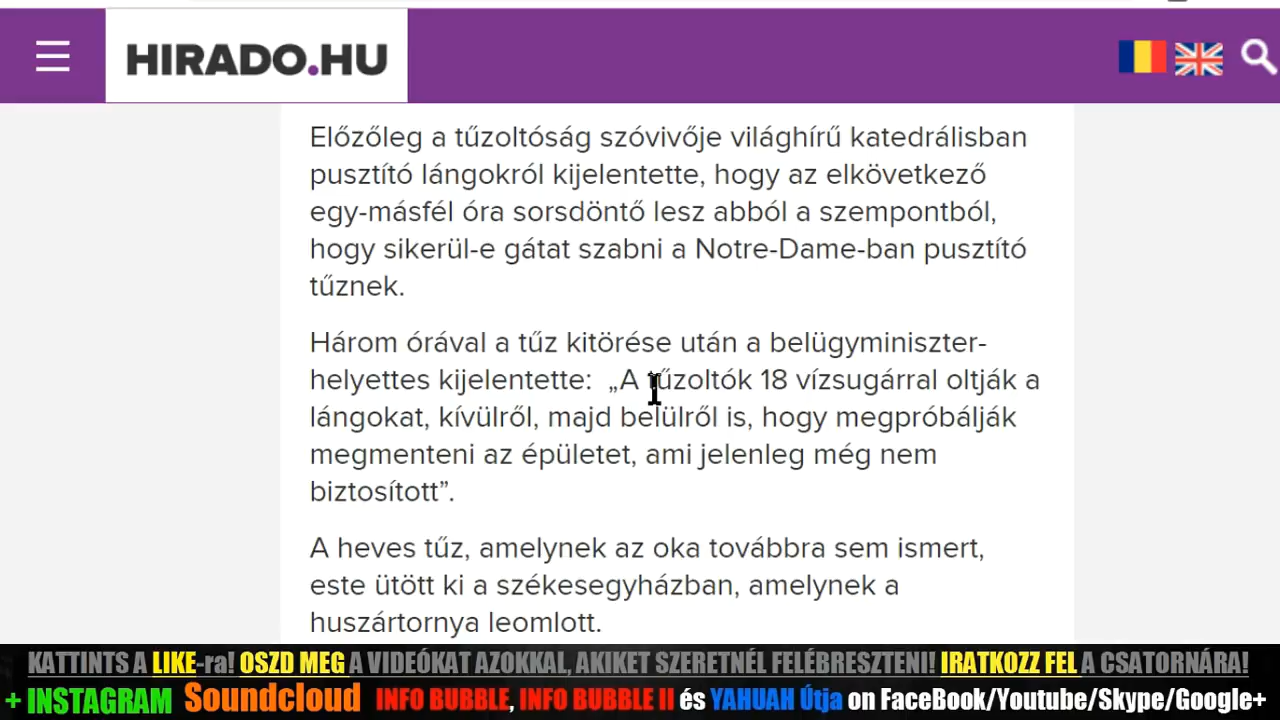 HIRADO.HU
Előzőleg a tűzoltóság szóvivője világhírű katedrálisban
pusztító lángokról kijelentette, hogy az elkövetkező
egy-másfél óra sorsdöntő lesz abból a szempontból,
hogy sikerül-e gátat szabni a Notre-Dame-ban pusztító
tűznek.
Három órával a tűz kitörése után a belügyminiszter-
helyettes kijelentette:  „A tűzoltók 18 vízsugárral oltják a
lángokat, kívülről, majd belülről is, hogy megpróbálják
megmenteni az épületet, ami jelenleg még nem
biztosított”.
A heves tűz, amelynek az oka továbbra sem ismert,
este ütött ki a székesegyházban, amelynek a
huszártornya leomlott.
KATTINTS A LIKE-ra! OSZD MEG A VIDEÓKAT AZOKKAL, AKIKET SZERETNÉL FELÉBRESZTENI! IRATKOZZ FEL A CSATORNÁRA!
+ INSTAGRAM Soundcloud INFO BUBBLE, INFO BUBBLE II és YAHUAH Útja on FaceBook/Youtube/Skype/Google+